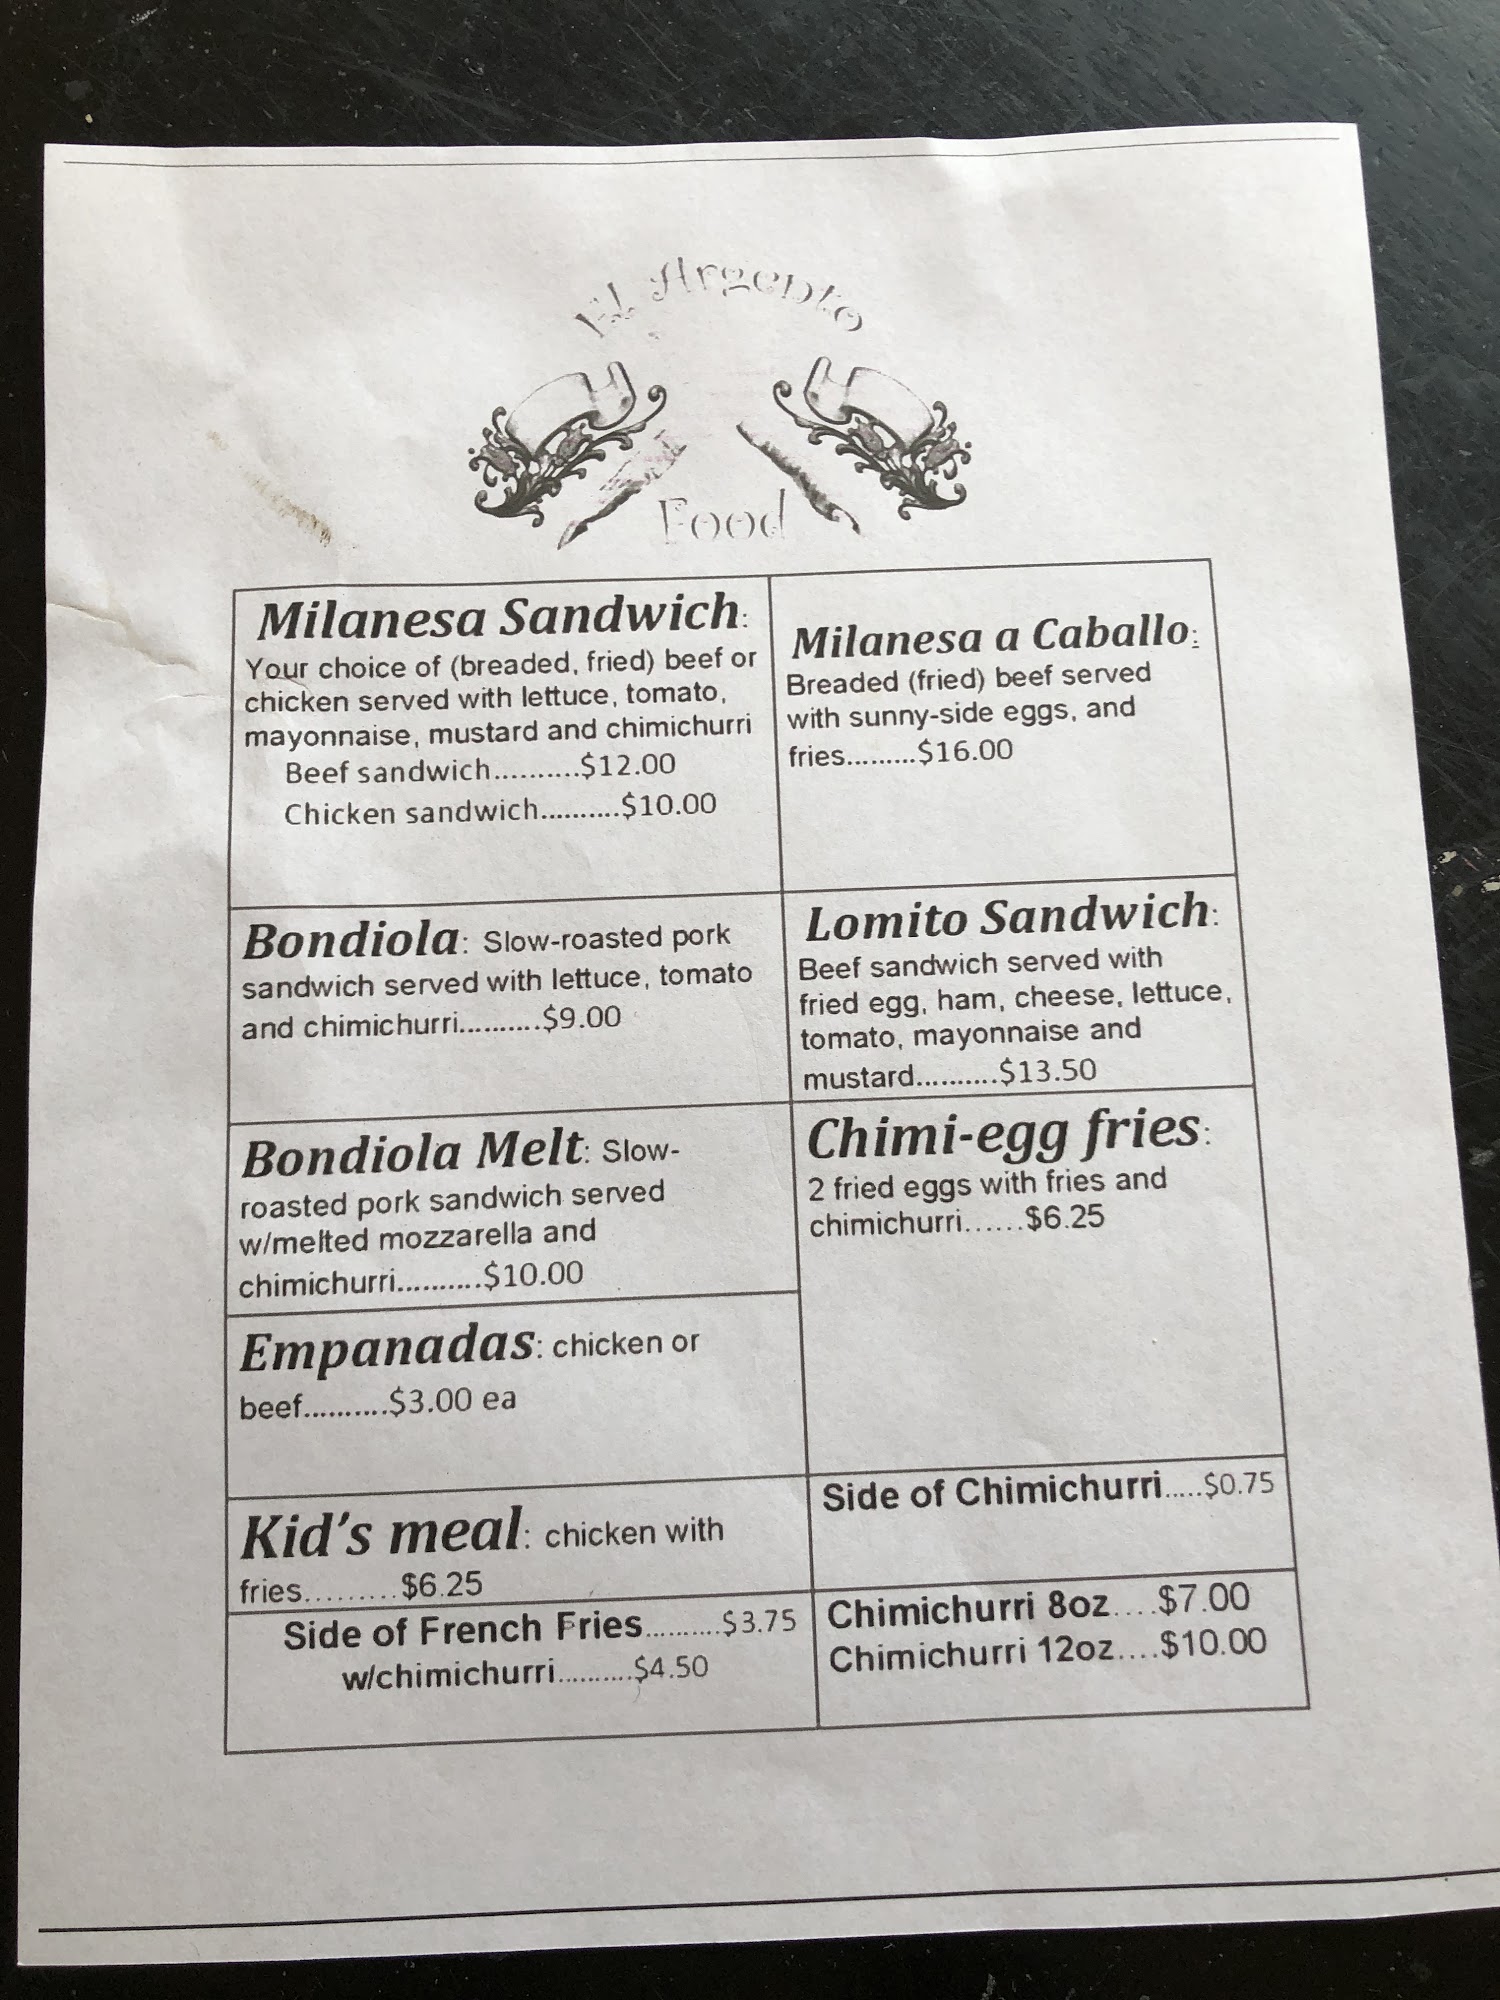 El Argento
Food
Milanesa Sandwich:
Your choice of (breaded, fried) beef or
chicken served with lettuce, tomato,
mayonnaise, mustard and chimichurri
Beef sandwich..........$12.00
Chicken sandwich..........$10.00
Milanesa a Caballo:
Breaded (fried) beef served
with sunny-side eggs, and
fries.........$16.00
Bondiola: Slow-roasted pork
sandwich served with lettuce, tomato
and chimichurri..........$9.00
Lomito Sandwich:
Beef sandwich served with
fried egg, ham, cheese, lettuce,
tomato, mayonnaise and
mustard..........$13.50
Bondiola Melt: Slow-
roasted pork sandwich served
w/melted mozzarella and
chimichurri..........$10.00
Chimi-egg fries:
2 fried eggs with fries and
chimichurri......$6.25
Empanadas: chicken or
beef..........$3.00 ea
Kid's meal: chicken with
fries..........$6.25
Side of Chimichurri.....$0.75
Side of French Fries..........$3.75
w/chimichurri..........$4.50
Chimichurri 8oz....$7.00
Chimichurri 12oz....$10.00